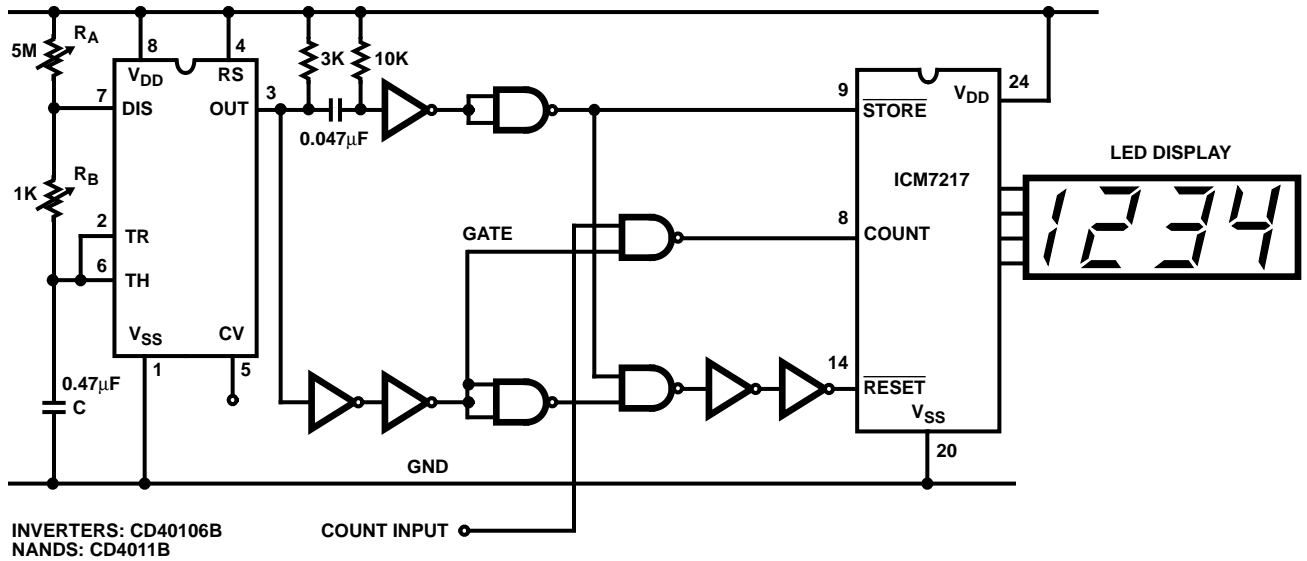 5M
RA
8
4
VDD
RS
3K
10K
7
DIS
OUT
3
0.047μF
9
STORE
VDD
24
LED DISPLAY
ICM7217
1K
RB
2
TR
6
TH
GATE
8
COUNT
1234
VSS
CV
1
5
0.47μF
C
14
RESET
VSS
20
GND
INVERTERS: CD40106B
NANDS: CD4011B
COUNT INPUT